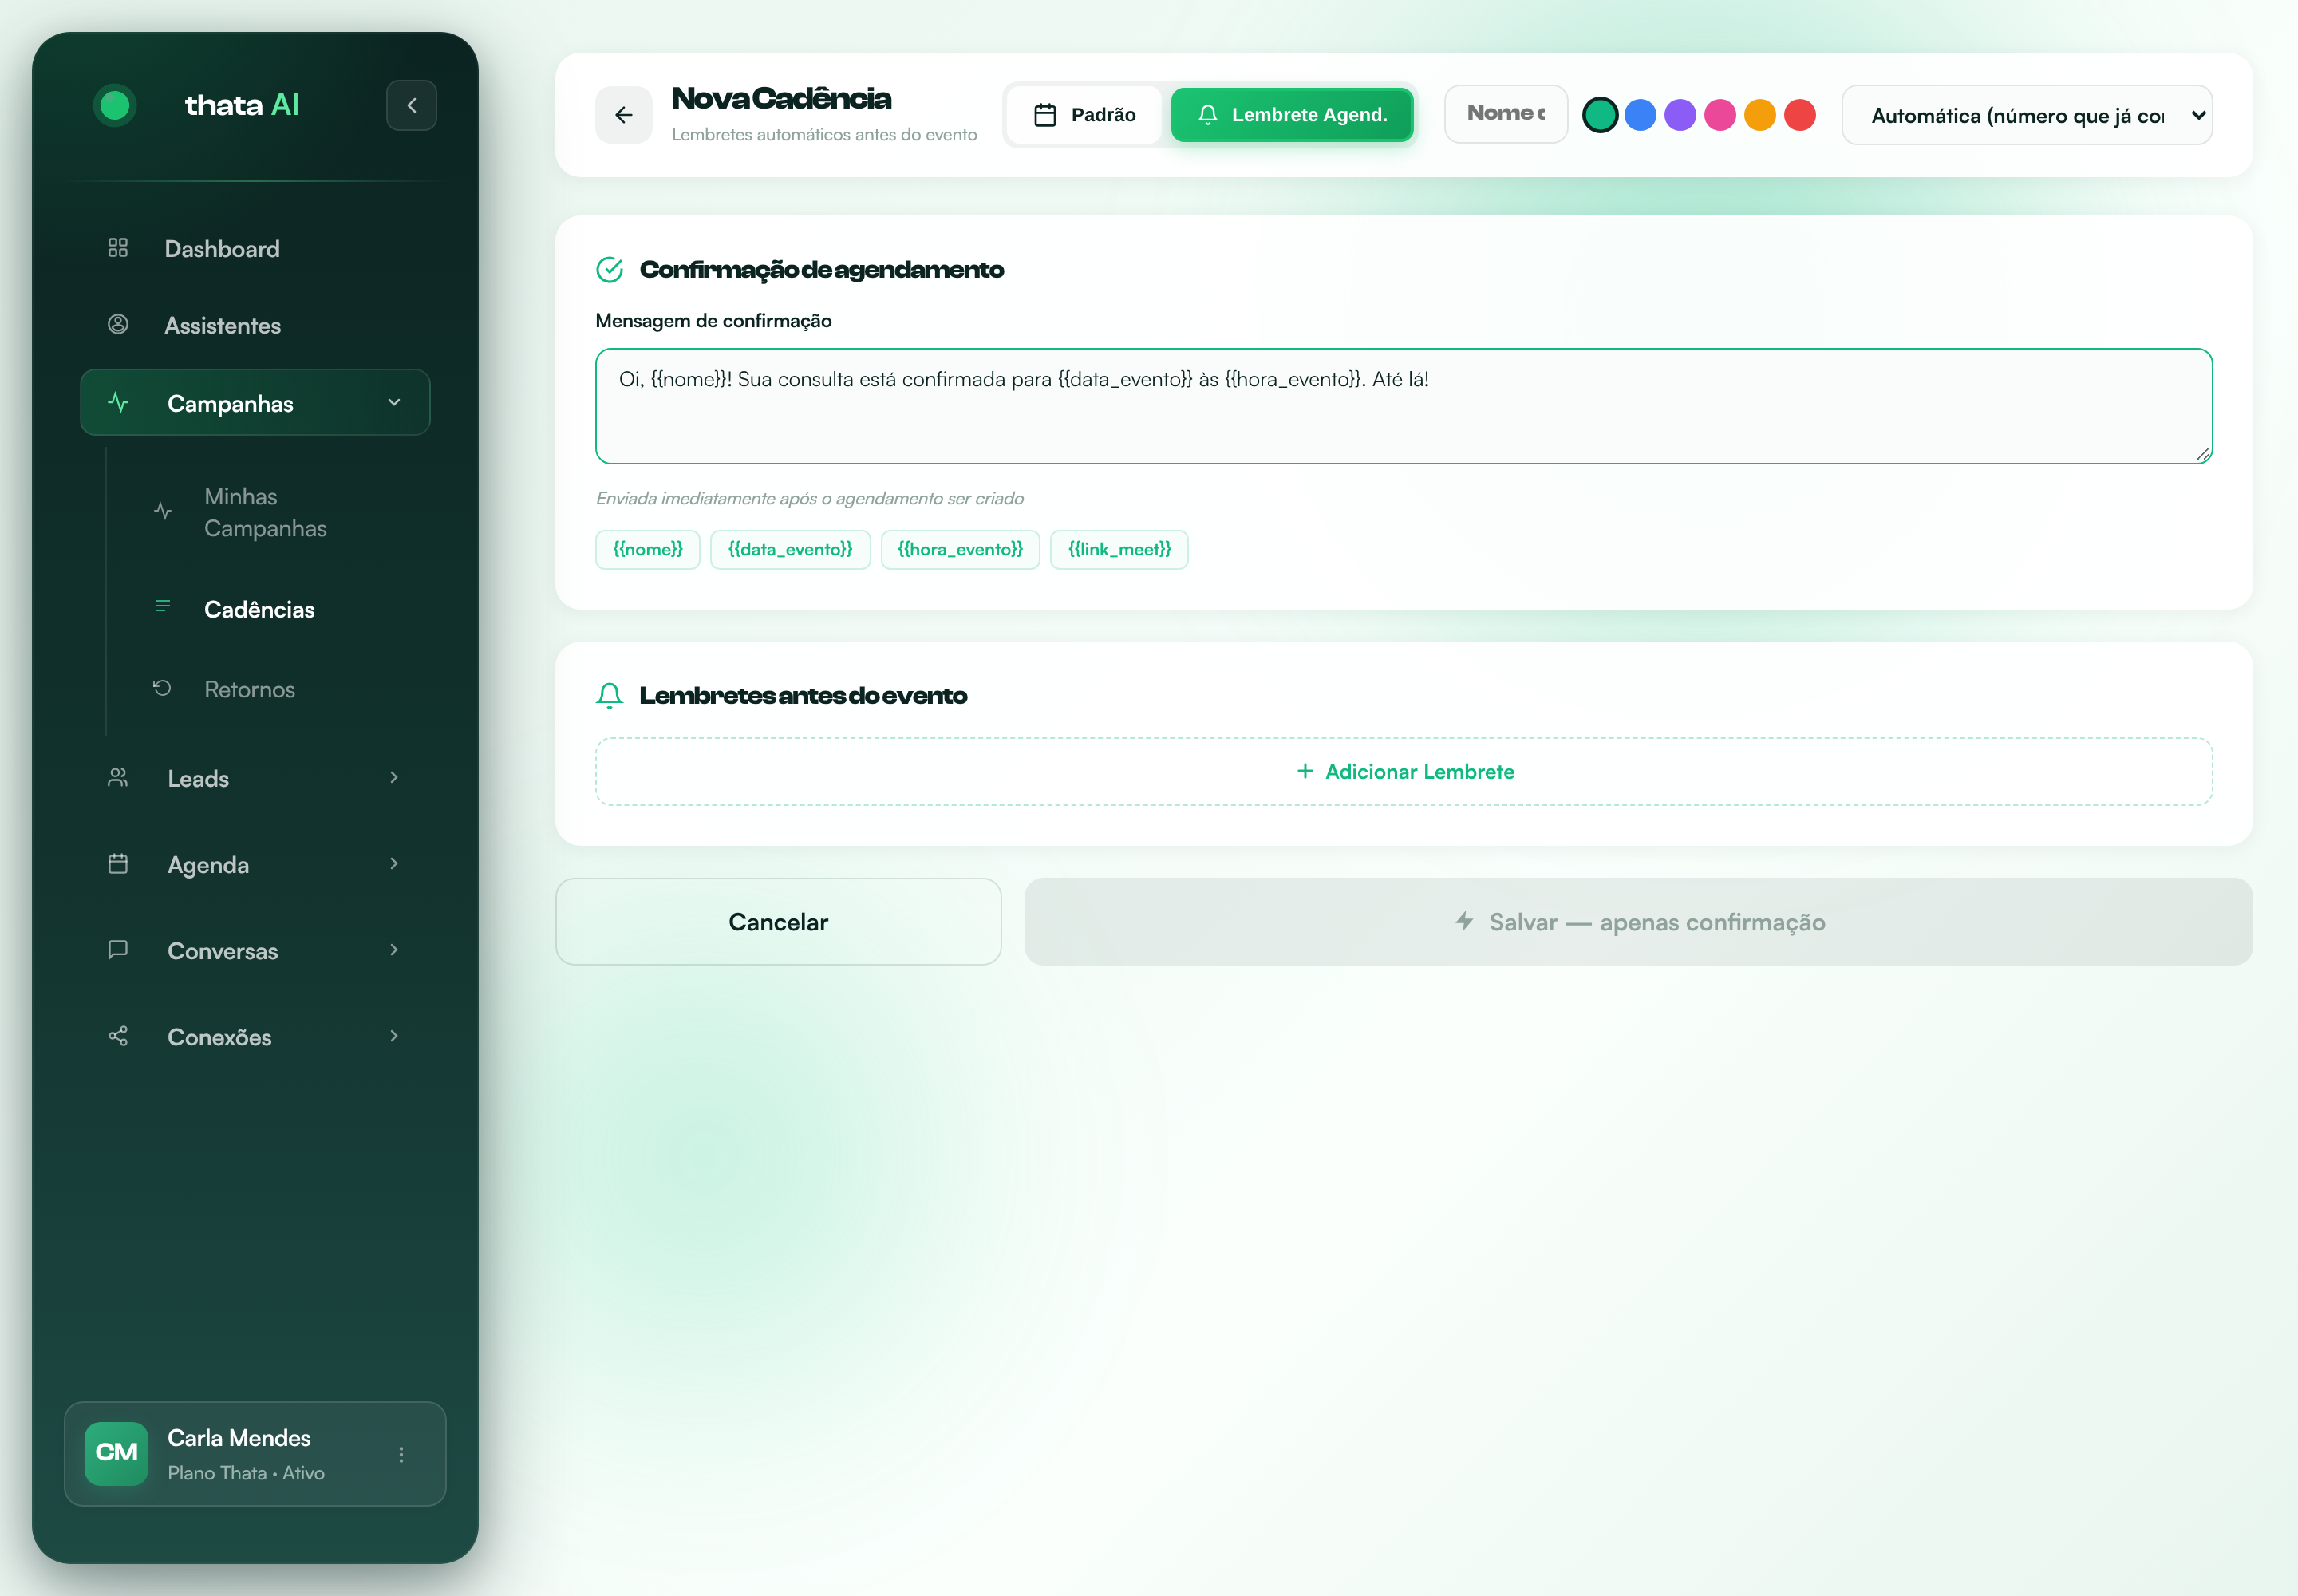 thata AI
Dashboard
Assistentes
Campanhas
Minhas
Campanhas
Cadências
Retornos
Leads
Agenda
Conversas
Conexões
CM
Carla Mendes
Plano Thata • Ativo
Nova Cadência
Lembretes automáticos antes do evento
Padrão
Lembrete Agend.
Nome
Automática (número que já
Confirmação de agendamento
Mensagem de confirmação
Oi, {{nome}}! Sua consulta está confirmada para {{data_evento}} às {{hora_evento}}. Até lá!
Enviada imediatamente após o agendamento ser criado
{{nome}} {{data_evento}} {{hora_evento}} {{link_meet}}
Lembretes antes do evento
+ Adicionar Lembrete
Cancelar
Salvar — apenas confirmação